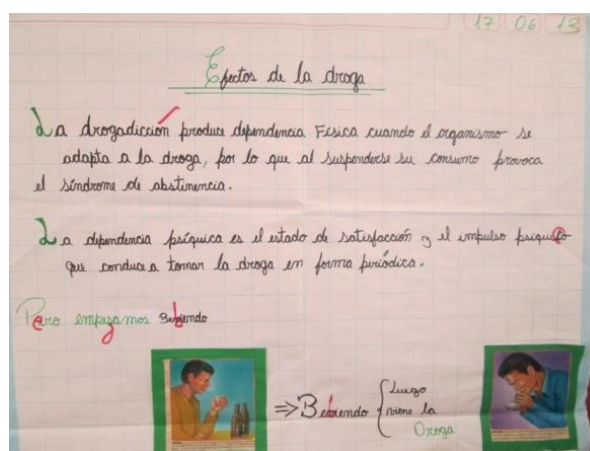 17 06 13
Efectos de la droga
La drogadicción produce dependencia Física cuando el organismo se
adapta a la droga, por lo que al suspenderse su consumo provoca
el síndrome de abstinencia.
La dependencia psíquica es el estado de satisfacción y el impulso psiquico
que conduce a tomar la droga en forma periódica.
Pero empezamos Bebiendo
⇒ Bebiendo { Luego
viene la
Droga